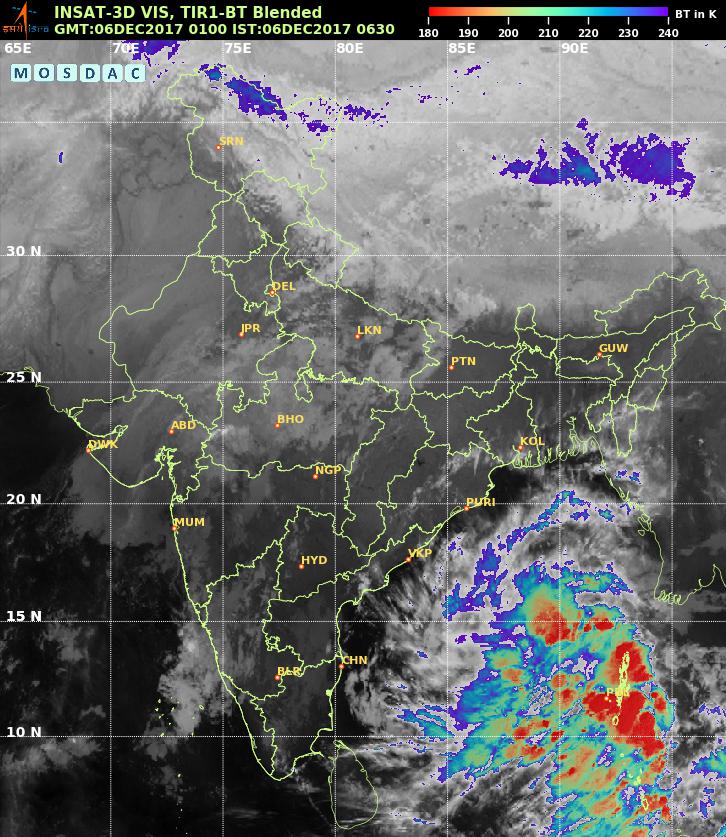 INSAT-3D VIS, TIR1-BT Blended
GMT:06DEC2017 0100 IST:06DEC2017 0630
BT in K
180 190 200 210 220 230 240
65E 70E 75E 80E 85E 90E
M O S D A C
SRN
30 N
DEL
JPR LKN
GUW
PTN
25 N
ABD BHO
DWK KOL
NGP
20 N PURI
MUM
VKP
HYD
15 N
CHN
BLR
10 N